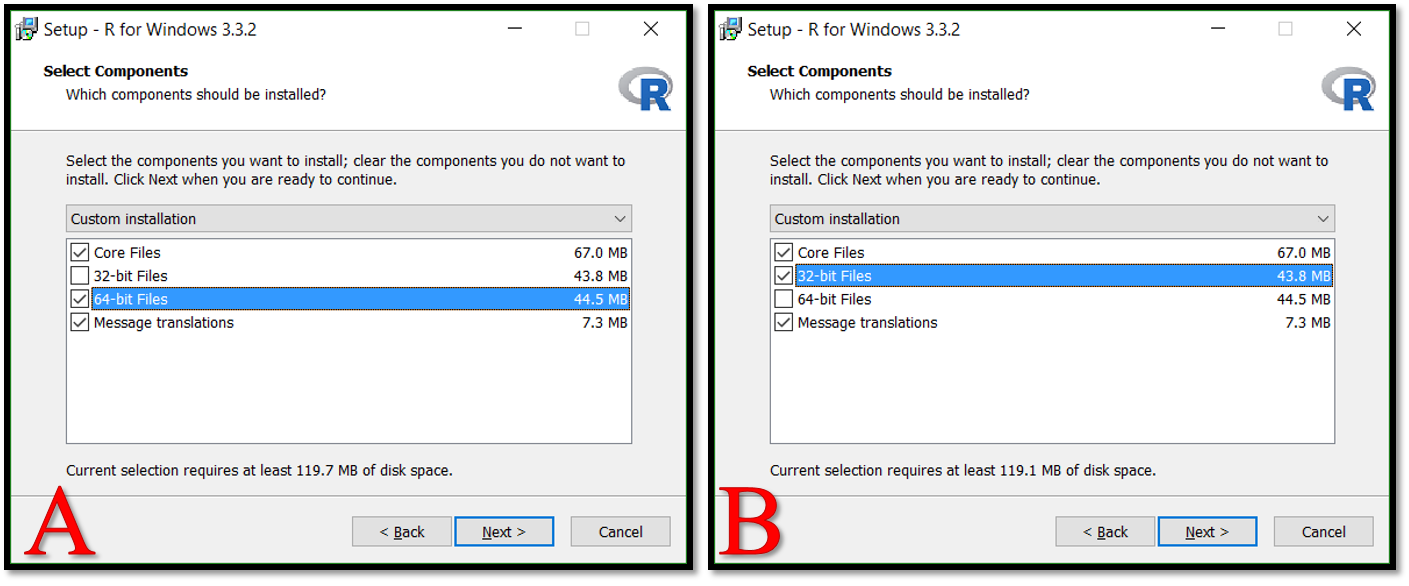 Setup - R for Windows 3.3.2
Select Components
Which components should be installed?
R
Select the components you want to install; clear the components you do not want to
install. Click Next when you are ready to continue.
Custom installation
Core Files 67.0 MB
32-bit Files 43.8 MB
64-bit Files 44.5 MB
Message translations 7.3 MB
Current selection requires at least 119.7 MB of disk space.
A
< Back Next > Cancel
Setup - R for Windows 3.3.2
Select Components
Which components should be installed?
R
Select the components you want to install; clear the components you do not want to
install. Click Next when you are ready to continue.
Custom installation
Core Files 67.0 MB
32-bit Files 43.8 MB
64-bit Files 44.5 MB
Message translations 7.3 MB
Current selection requires at least 119.1 MB of disk space.
B
< Back Next > Cancel